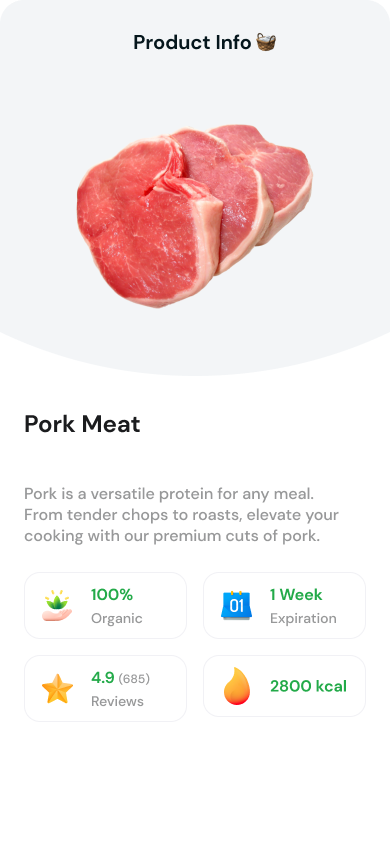 Product Info
Pork Meat
Pork is a versatile protein for any meal.
From tender chops to roasts, elevate your
cooking with our premium cuts of pork.
100%
Organic
01
1 Week
Expiration
4.9 (685)
Reviews
2800 kcal